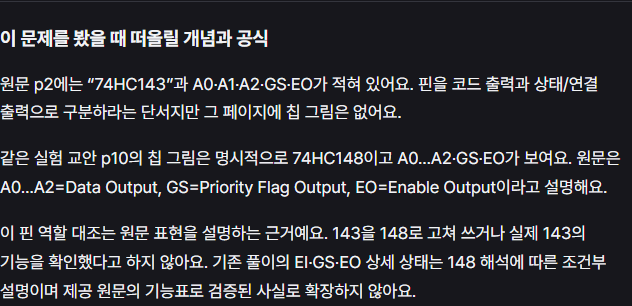 이 문제를 봤을 때 떠올릴 개념과 공식
원문 p2에는 “74HC143”과 A0·A1·A2·GS·EO가 적혀 있어요. 핀을 코드 출력과 상태/연결
출력으로 구분하라는 단서지만 그 페이지에 칩 그림은 없어요.
같은 실험 교안 p10의 칩 그림은 명시적으로 74HC148이고 A0…A2·GS·EO가 보여요. 원문은
A0…A2=Data Output, GS=Priority Flag Output, EO=Enable Output이라고 설명해요.
이 핀 역할 대조는 원문 표현을 설명하는 근거예요. 143을 148로 고쳐 쓰거나 실제 143의
기능을 확인했다고 하지 않아요. 기존 풀이의 EI·GS·EO 상세 상태는 148 해석에 따른 조건부
설명이며 제공 원문의 기능표로 검증된 사실로 확장하지 않아요.